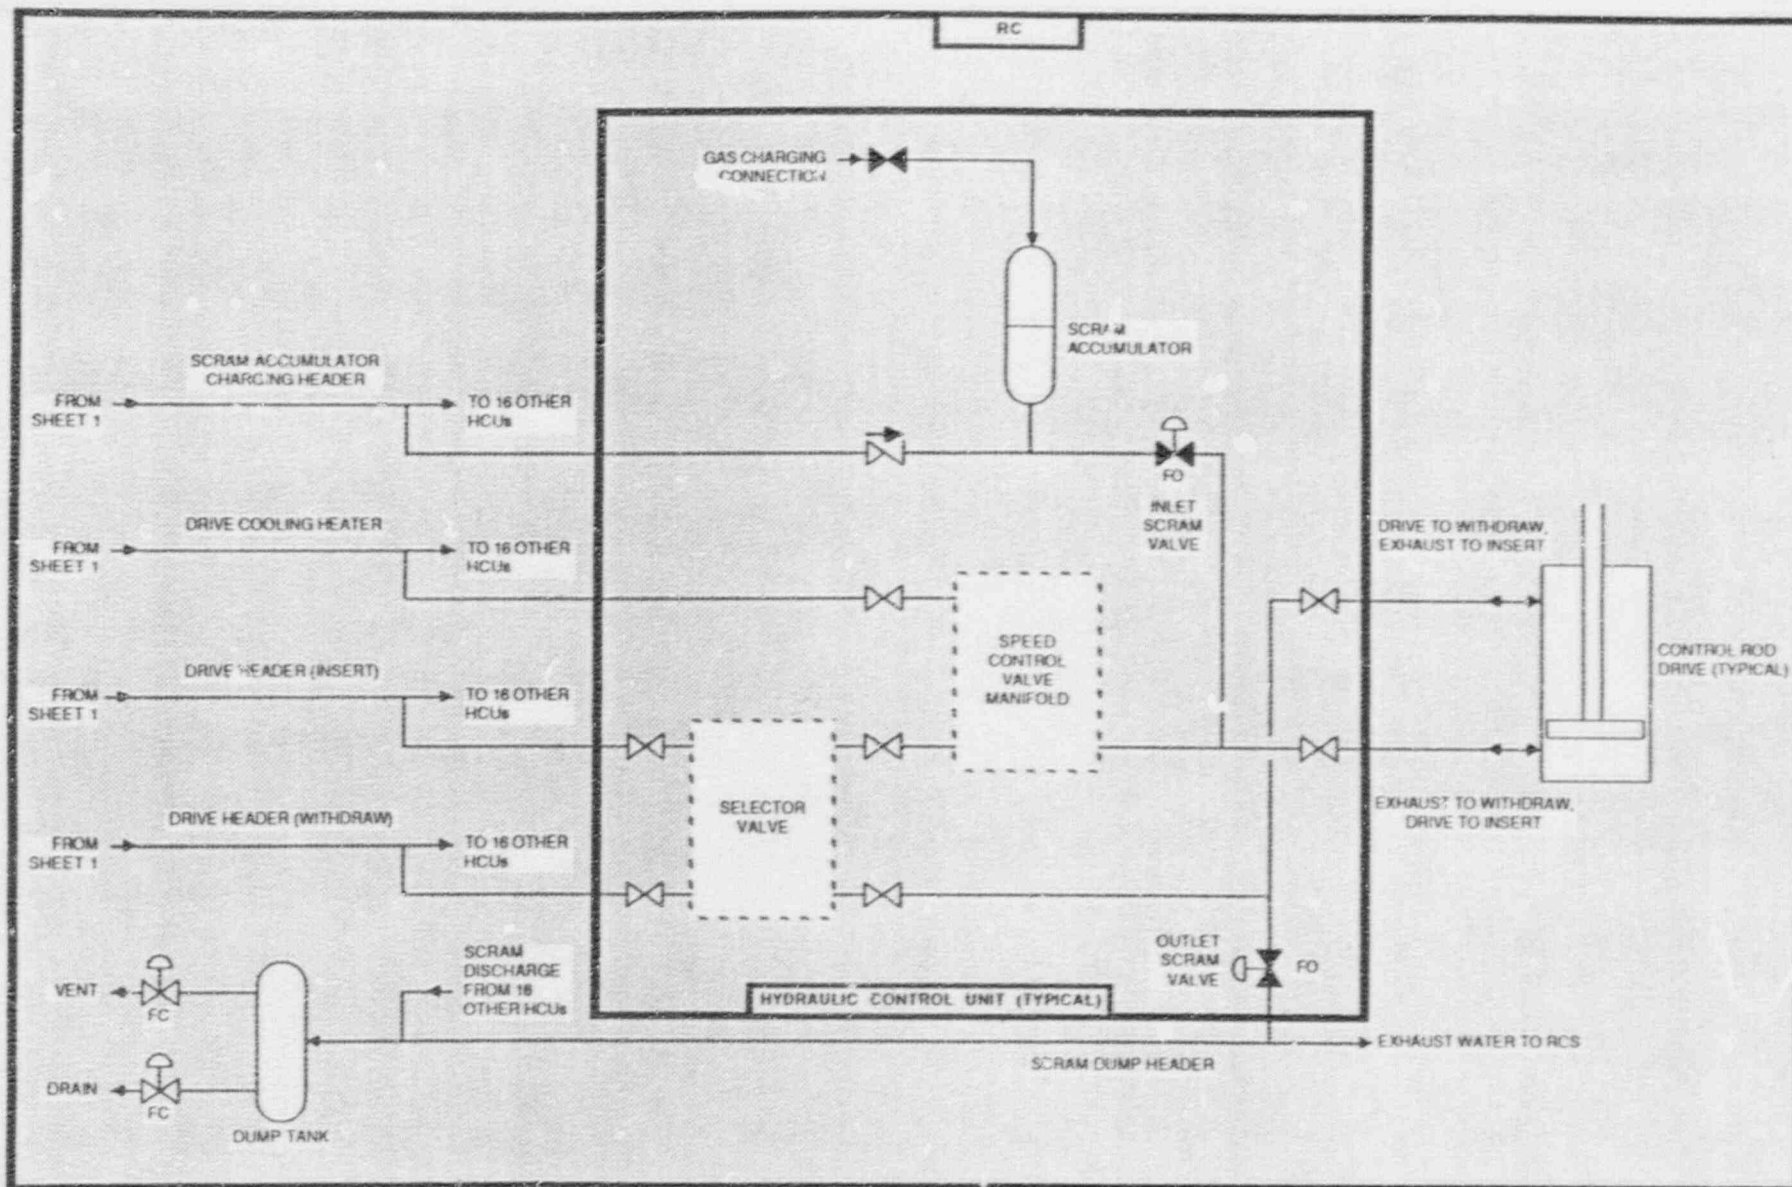 RC
GAS CHARGING
CONNECTION
SCRAM
ACCUMULATOR
SCRAM ACCUMULATOR
CHARGING HEADER
FROM
SHEET 1
TO 16 OTHER
HCUs
FO
INLET
SCRAM
VALVE
DRIVE COOLING HEATER
FROM
SHEET 1
TO 16 OTHER
HCUs
DRIVE TO WITHDRAW,
EXHAUST TO INSERT
SPEED
CONTROL
VALVE
MANIFOLD
CONTROL ROD
DRIVE (TYPICAL)
DRIVE HEADER (INSERT)
FROM
SHEET 1
TO 16 OTHER
HCUs
SELECTOR
VALVE
EXHAUST TO WITHDRAW,
DRIVE TO INSERT
DRIVE HEADER (WITHDRAW)
FROM
SHEET 1
TO 16 OTHER
HCUs
OUTLET
SCRAM
VALVE
FO
SCRAM
DISCHARGE
FROM 16
OTHER HCUs
VENT
FC
HYDRAULIC CONTROL UNIT (TYPICAL)
EXHAUST WATER TO RCS
SCRAM DUMP HEADER
DRAIN
FC
DUMP TANK